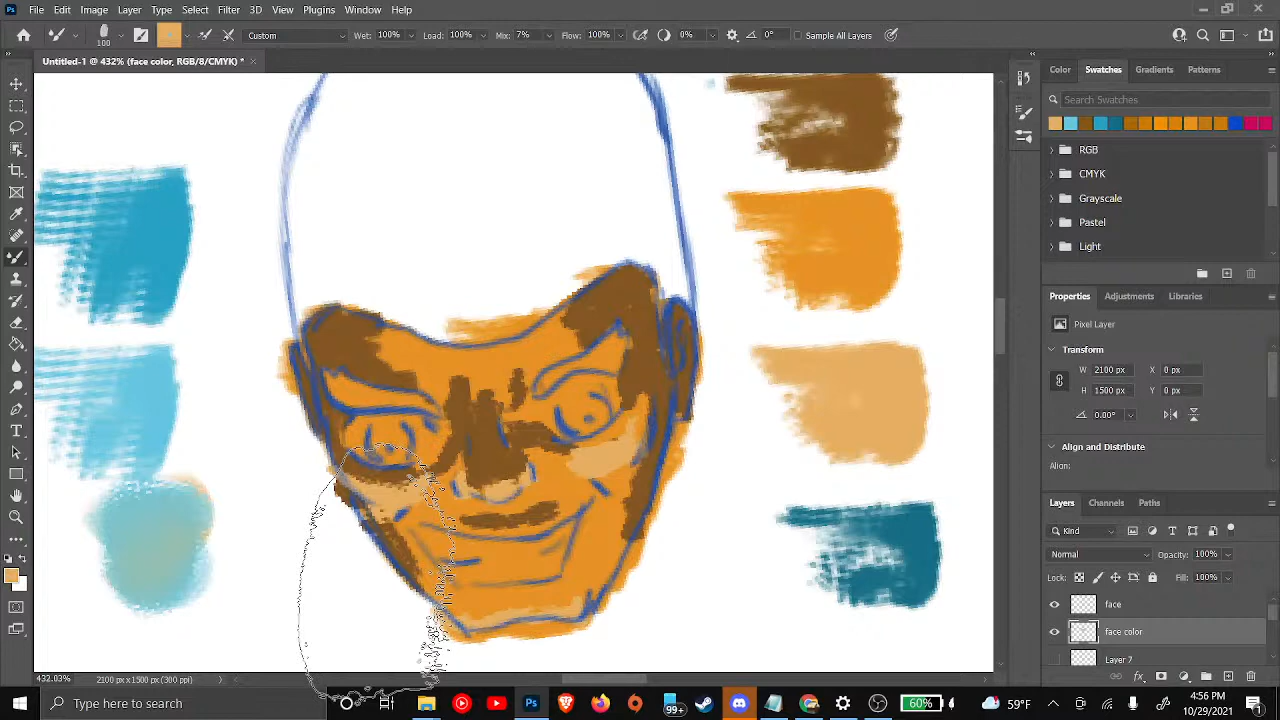 File Edit Image Layer Type Select Filter 3D View Plugins Window Help
100 Custom Wet: 100% Load: 100% Mix: 7% Flow: 100% 0% 0° Sample All Layers
Untitled-1 @ 432% (face color, RGB/8/CMYK) *
Color Swatches Gradients Patterns
Search Swatches
RGB
CMYK
Grayscale
Pastel
Light
Properties Adjustments Libraries
Pixel Layer
Transform
W: 2100 px X: 0 px
H: 1500 px Y: 0 px
0.00°
Align and Distribute
Align:
Layers Channels Paths
Kind
Normal Opacity: 100%
Lock: Fill: 100%
face
face color
Layer 7
432.03% 2100 px x 1500 px (300 ppi)
Type here to search
99+
60%
59°F
4:56 PM
10/29/2021